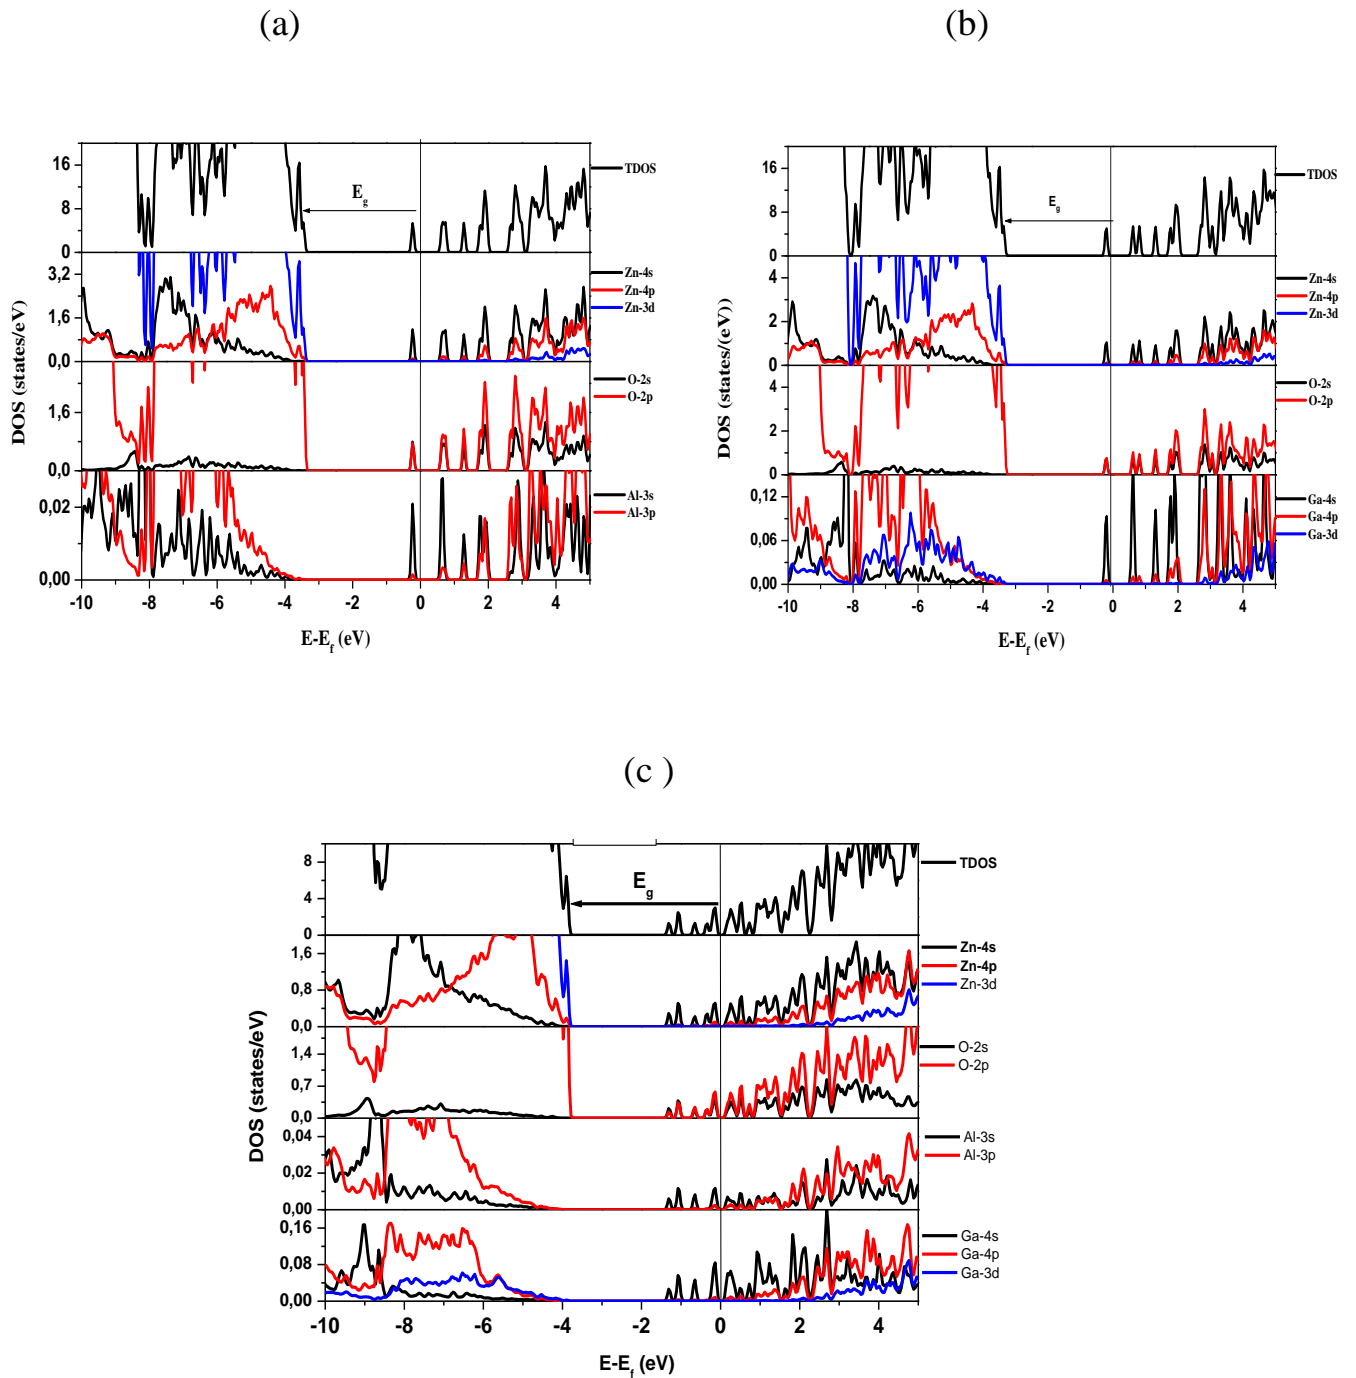 (a)
DOS (states/eV)
16
8
0
E_g
TDOS
3,2
1,6
0,0
Zn-4s
Zn-4p
Zn-3d
1,6
0,0
O-2s
O-2p
0,02
0,00
Al-3s
Al-3p
-10 -8 -6 -4 -2 0 2 4
E-E_f (eV)
(b)
DOS (states/(eV))
16
8
0
E_g
TDOS
4
2
0
Zn-4s
Zn-4p
Zn-3d
4
2
0
O-2s
O-2p
0,12
0,06
0,00
Ga-4s
Ga-4p
Ga-3d
-10 -8 -6 -4 -2 0 2 4
E-E_f (eV)
(c )
DOS (states/eV)
8
4
0
E_g
TDOS
1,6
0,8
0,0
Zn-4s
Zn-4p
Zn-3d
1,4
0,7
0,0
O-2s
O-2p
0,04
0,02
0,00
Al-3s
Al-3p
0,16
0,08
0,00
Ga-4s
Ga-4p
Ga-3d
-10 -8 -6 -4 -2 0 2 4
E-E_f (eV)